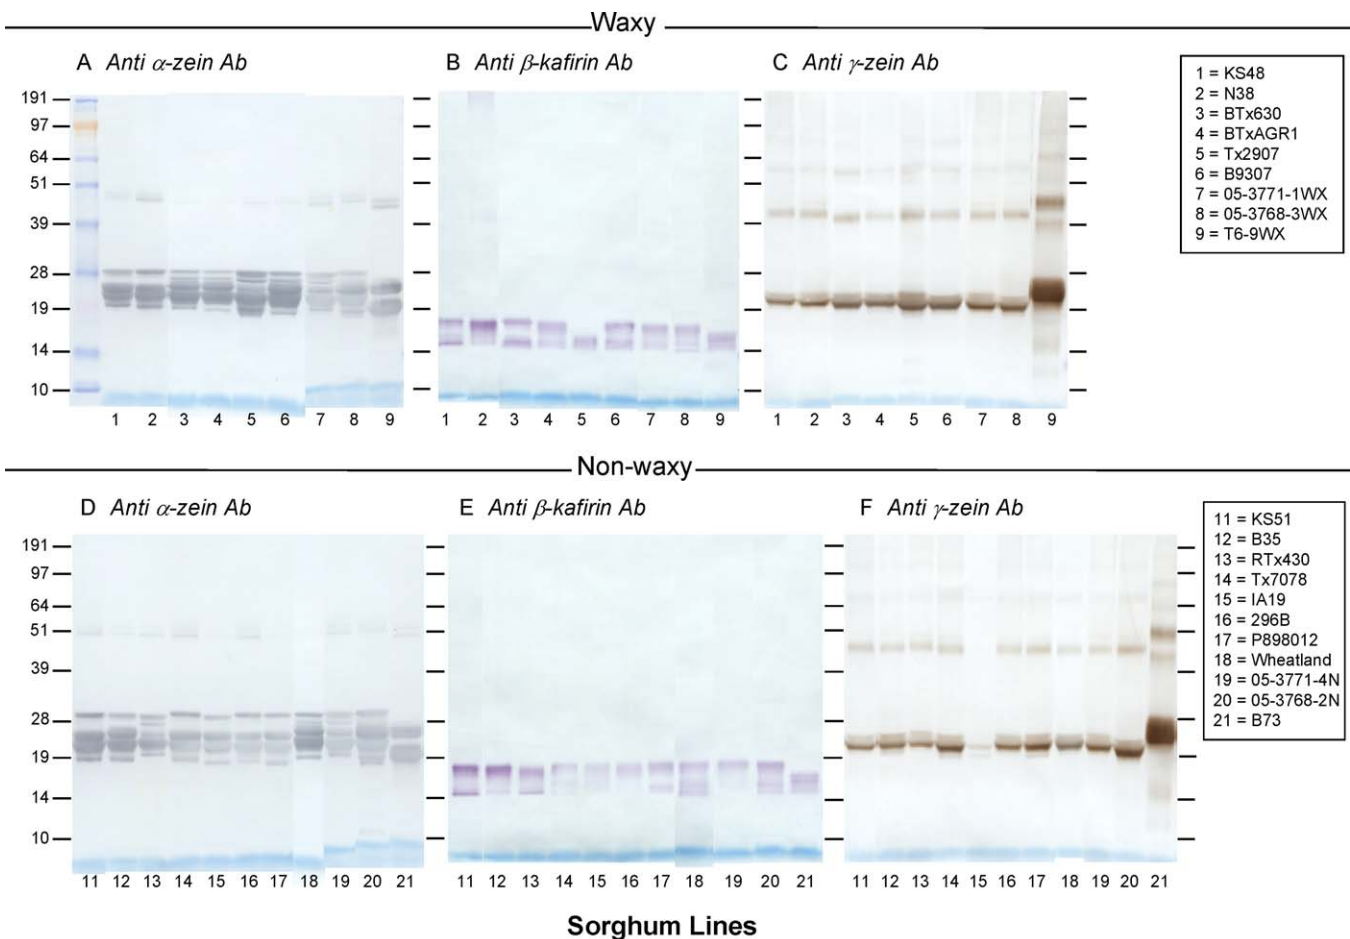 Waxy
A Anti α-zein Ab
B Anti β-kafirin Ab
C Anti γ-zein Ab
191
97
64
51
39
28
19
14
10
1 2 3 4 5 6 7 8 9
1 2 3 4 5 6 7 8 9
1 2 3 4 5 6 7 8 9
1 = KS48
2 = N38
3 = BTx630
4 = BTxAGR1
5 = Tx2907
6 = B9307
7 = 05-3771-1WX
8 = 05-3768-3WX
9 = T6-9WX
Non-waxy
D Anti α-zein Ab
E Anti β-kafirin Ab
F Anti γ-zein Ab
191
97
64
51
39
28
19
14
10
11 12 13 14 15 16 17 18 19 20 21
11 12 13 14 15 16 17 18 19 20 21
11 12 13 14 15 16 17 18 19 20 21
11 = KS51
12 = B35
13 = RTx430
14 = Tx7078
15 = IA19
16 = 296B
17 = P898012
18 = Wheatland
19 = 05-3771-4N
20 = 05-3768-2N
21 = B73
Sorghum Lines